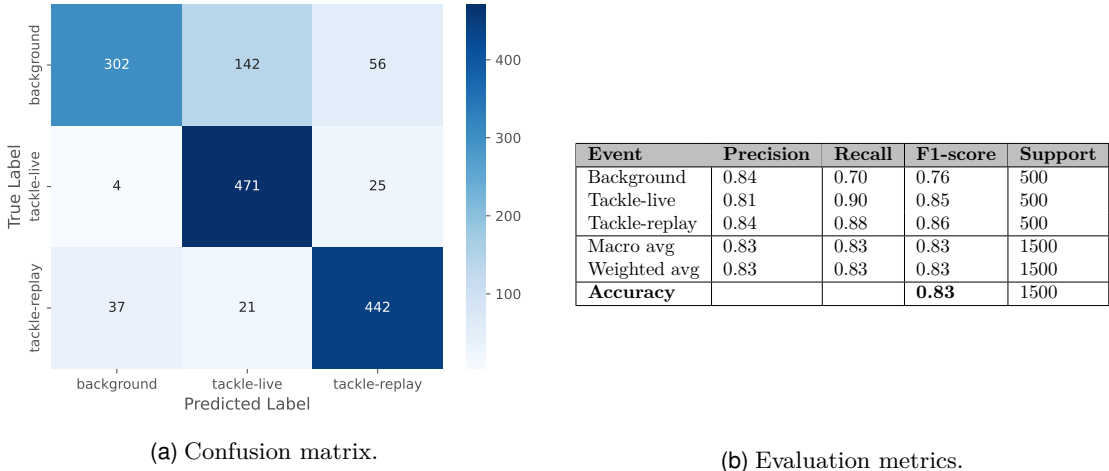 background
302
142
56
400
True Label
tackle-live
4
471
25
300
200
tackle-replay
37
21
442
100
background
tackle-live
tackle-replay
Predicted Label
(a) Confusion matrix.
Event Precision Recall F1-score Support
Background 0.84 0.70 0.76 500
Tackle-live 0.81 0.90 0.85 500
Tackle-replay 0.84 0.88 0.86 500
Macro avg 0.83 0.83 0.83 1500
Weighted avg 0.83 0.83 0.83 1500
Accuracy 0.83 1500
(b) Evaluation metrics.